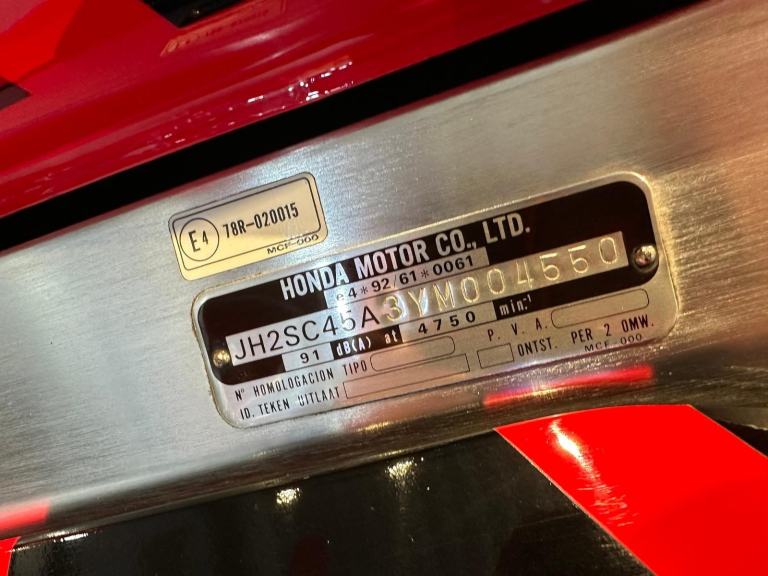 E4 78R-020015
MCF-000
HONDA MOTOR CO., LTD.
e4*92/61*0061
JH2SC45A3YM004550
91 dB(A) at 4750 min⁻¹
Nº HOMOLOGACION TIPO P. V. A.
ID. TEKEN UITLAAT ONTST. PER 2 OMW.
MCF-000